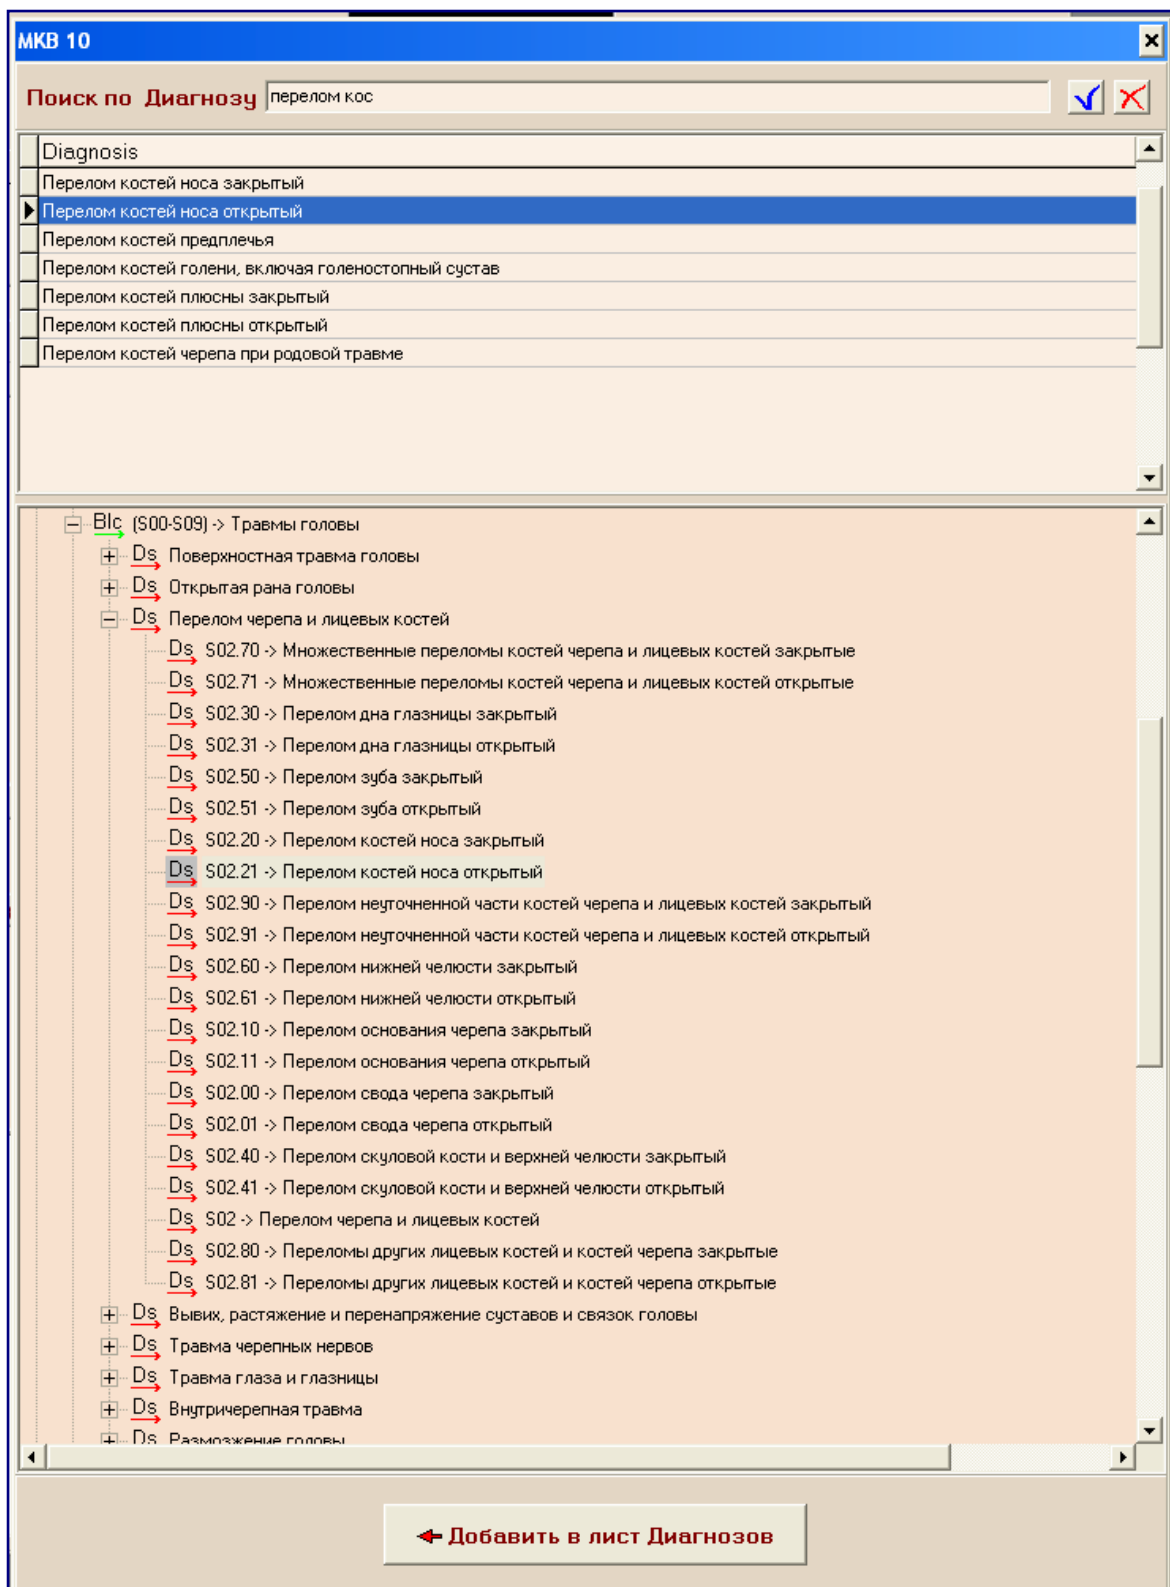 МКВ 10
Поиск по Диагнозу перелом кос
Diagnosis
Перелом костей носа закрытый
Перелом костей носа открытый
Перелом костей предплечья
Перелом костей голени, включая голеностопный сустав
Перелом костей плюсны закрытый
Перелом костей плюсны открытый
Перелом костей черепа при родовой травме
Blc (S00-S09) -> Травмы головы
Ds Поверхностная травма головы
Ds Открытая рана головы
Ds Перелом черепа и лицевых костей
Ds S02.70 -> Множественные переломы костей черепа и лицевых костей закрытые
Ds S02.71 -> Множественные переломы костей черепа и лицевых костей открытые
Ds S02.30 -> Перелом дна глазницы закрытый
Ds S02.31 -> Перелом дна глазницы открытый
Ds S02.50 -> Перелом зуба закрытый
Ds S02.51 -> Перелом зуба открытый
Ds S02.20 -> Перелом костей носа закрытый
Ds S02.21 -> Перелом костей носа открытый
Ds S02.90 -> Перелом неуточненной части костей черепа и лицевых костей закрытый
Ds S02.91 -> Перелом неуточненной части костей черепа и лицевых костей открытый
Ds S02.60 -> Перелом нижней челюсти закрытый
Ds S02.61 -> Перелом нижней челюсти открытый
Ds S02.10 -> Перелом основания черепа закрытый
Ds S02.11 -> Перелом основания черепа открытый
Ds S02.00 -> Перелом свода черепа закрытый
Ds S02.01 -> Перелом свода черепа открытый
Ds S02.40 -> Перелом скуловой кости и верхней челюсти закрытый
Ds S02.41 -> Перелом скуловой кости и верхней челюсти открытый
Ds S02 -> Перелом черепа и лицевых костей
Ds S02.80 -> Переломы других лицевых костей и костей черепа закрытые
Ds S02.81 -> Переломы других лицевых костей и костей черепа открытые
Ds Вывих, растяжение и перенапряжение суставов и связок головы
Ds Травма черепных нервов
Ds Травма глаза и глазницы
Ds Внутричерепная травма
Ds Размозжение головы
Добавить в лист Диагнозов